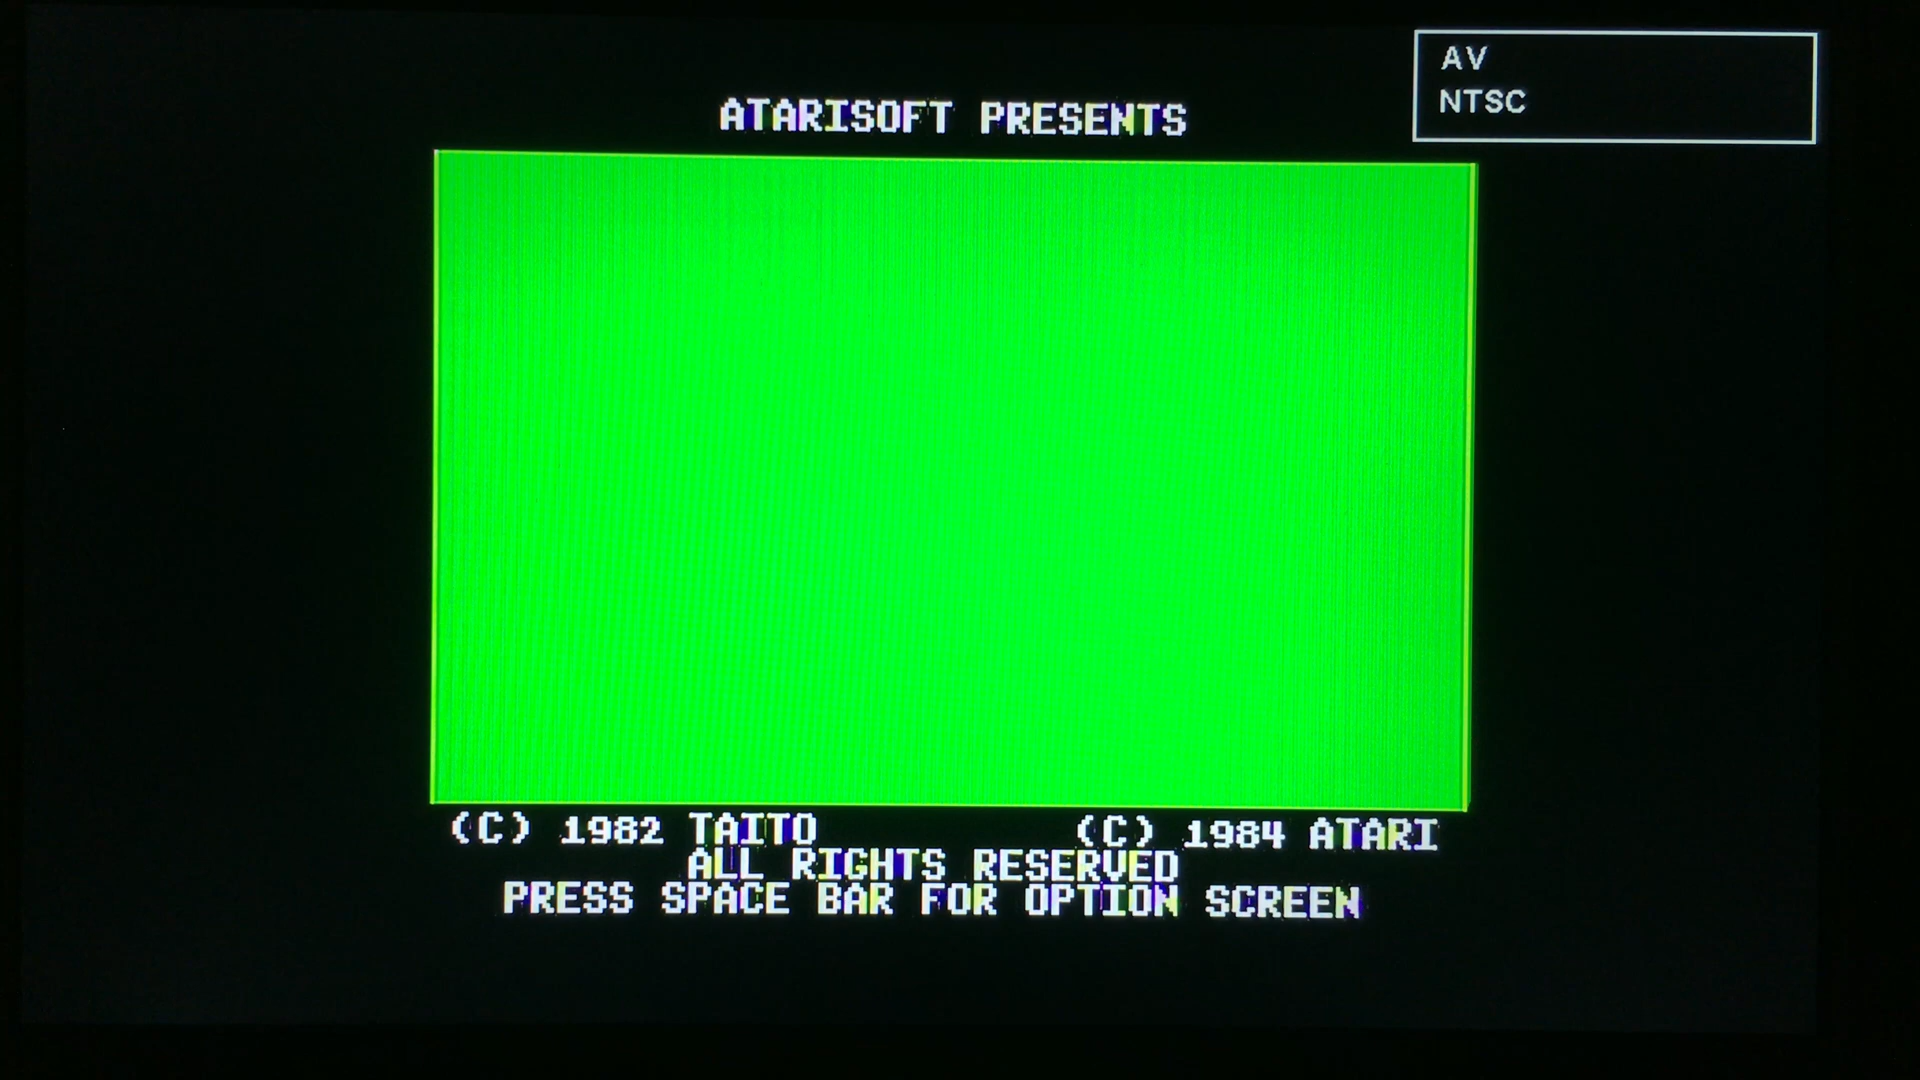 AV
NTSC
ATARISOFT PRESENTS
(C) 1982 TAITO (C) 1984 ATARI
ALL RIGHTS RESERVED
PRESS SPACE BAR FOR OPTION SCREEN